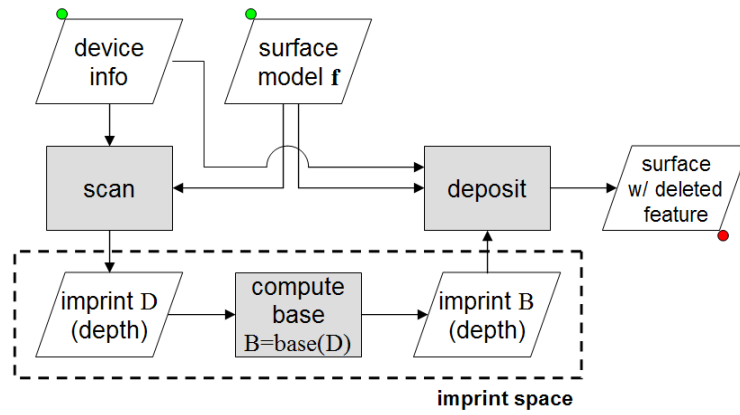 device
info
surface
model f
scan
deposit
surface
w/ deleted
feature
imprint D
(depth)
compute
base
B=base(D)
imprint B
(depth)
imprint space